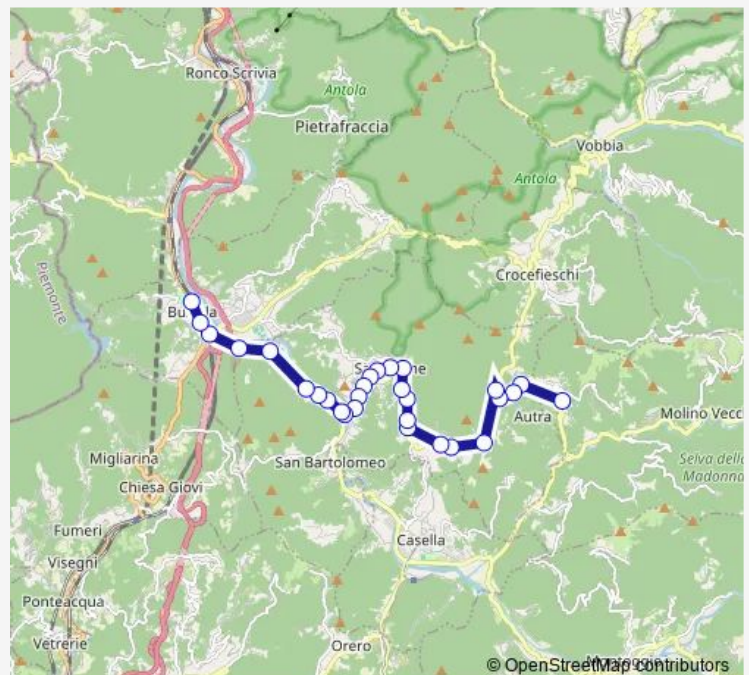 Ronco Scrivia
Antola
Pietrafraccia
Vobbia
Antola
Crocefieschi
Piemonte
Autra
Molino Vecc
Selva della
Madonna
Migliarina
San Bartolomeo
Chiesa Giovi
Fumeri
Casella
Visegni
Ponteacqua
Vetrerie
Orero
© OpenStreetMap contributors